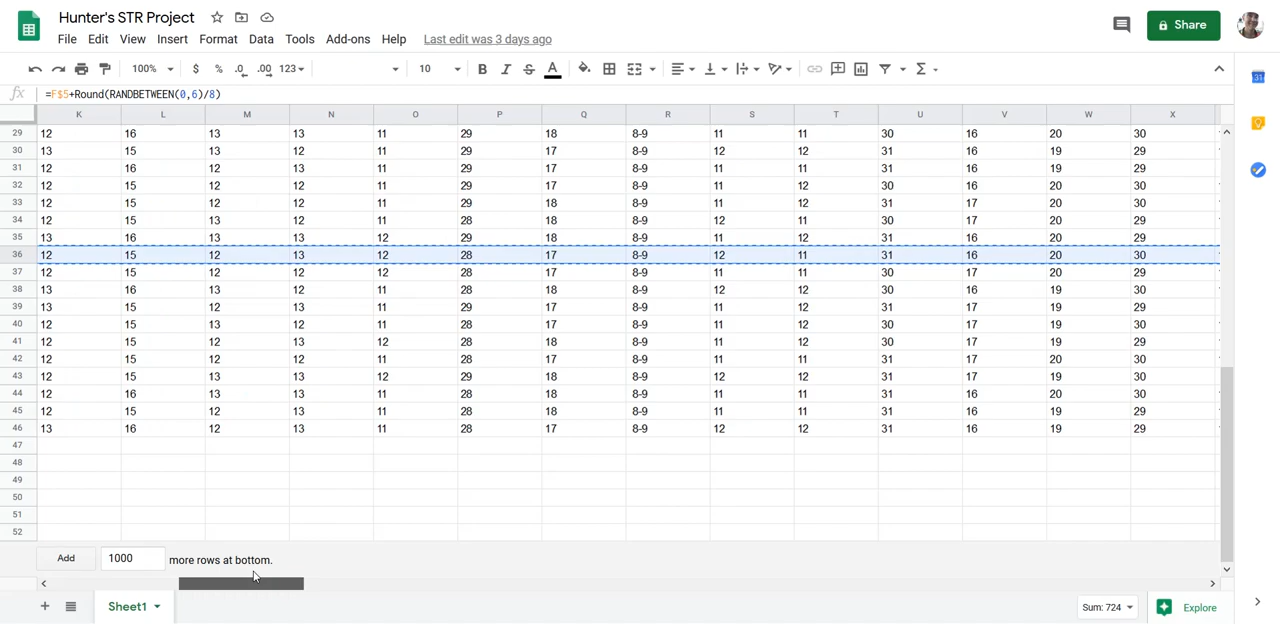 Hunter's STR Project
File Edit View Insert Format Data Tools Add-ons Help Last edit was 3 days ago
Share
100% $ % .0 .00 123 10 B I S A Σ
31
fx =F$5+Round(RANDBETWEEN(0,6)/8)
K L M N O P Q R S T U V W X
29 12 16 13 13 11 29 18 8-9 11 11 30 16 20 30
30 13 15 13 12 11 29 17 8-9 12 12 31 16 19 29
31 12 16 12 13 11 29 17 8-9 11 11 31 16 19 29
32 12 15 12 12 11 29 17 8-9 11 12 30 16 20 30
33 12 15 12 12 11 29 18 8-9 11 12 31 17 20 29
34 12 15 13 12 11 28 18 8-9 12 11 30 17 20 29
35 13 16 13 13 12 29 18 8-9 11 12 31 16 20 29
36 12 15 12 13 12 28 17 8-9 12 11 31 16 20 30
37 12 15 12 12 12 28 17 8-9 11 11 30 17 20 29
38 13 16 13 12 11 28 18 8-9 12 12 30 16 19 30
39 13 15 13 12 11 29 17 8-9 11 12 31 17 19 29
40 12 15 12 12 11 28 17 8-9 11 12 30 17 19 30
41 12 15 12 13 12 28 18 8-9 11 12 30 17 19 29
42 12 15 12 12 11 28 17 8-9 11 11 31 17 20 30
43 12 15 13 13 12 29 18 8-9 12 12 31 17 19 30
44 12 16 13 13 11 28 18 8-9 11 11 31 16 20 30
45 12 15 12 13 11 28 18 8-9 11 11 31 16 19 29
46 13 16 12 13 11 28 17 8-9 12 12 31 17 19 29
47
48
49
50
51
52
Add 1000 more rows at bottom.
Sheet1 Sum: 724 Explore